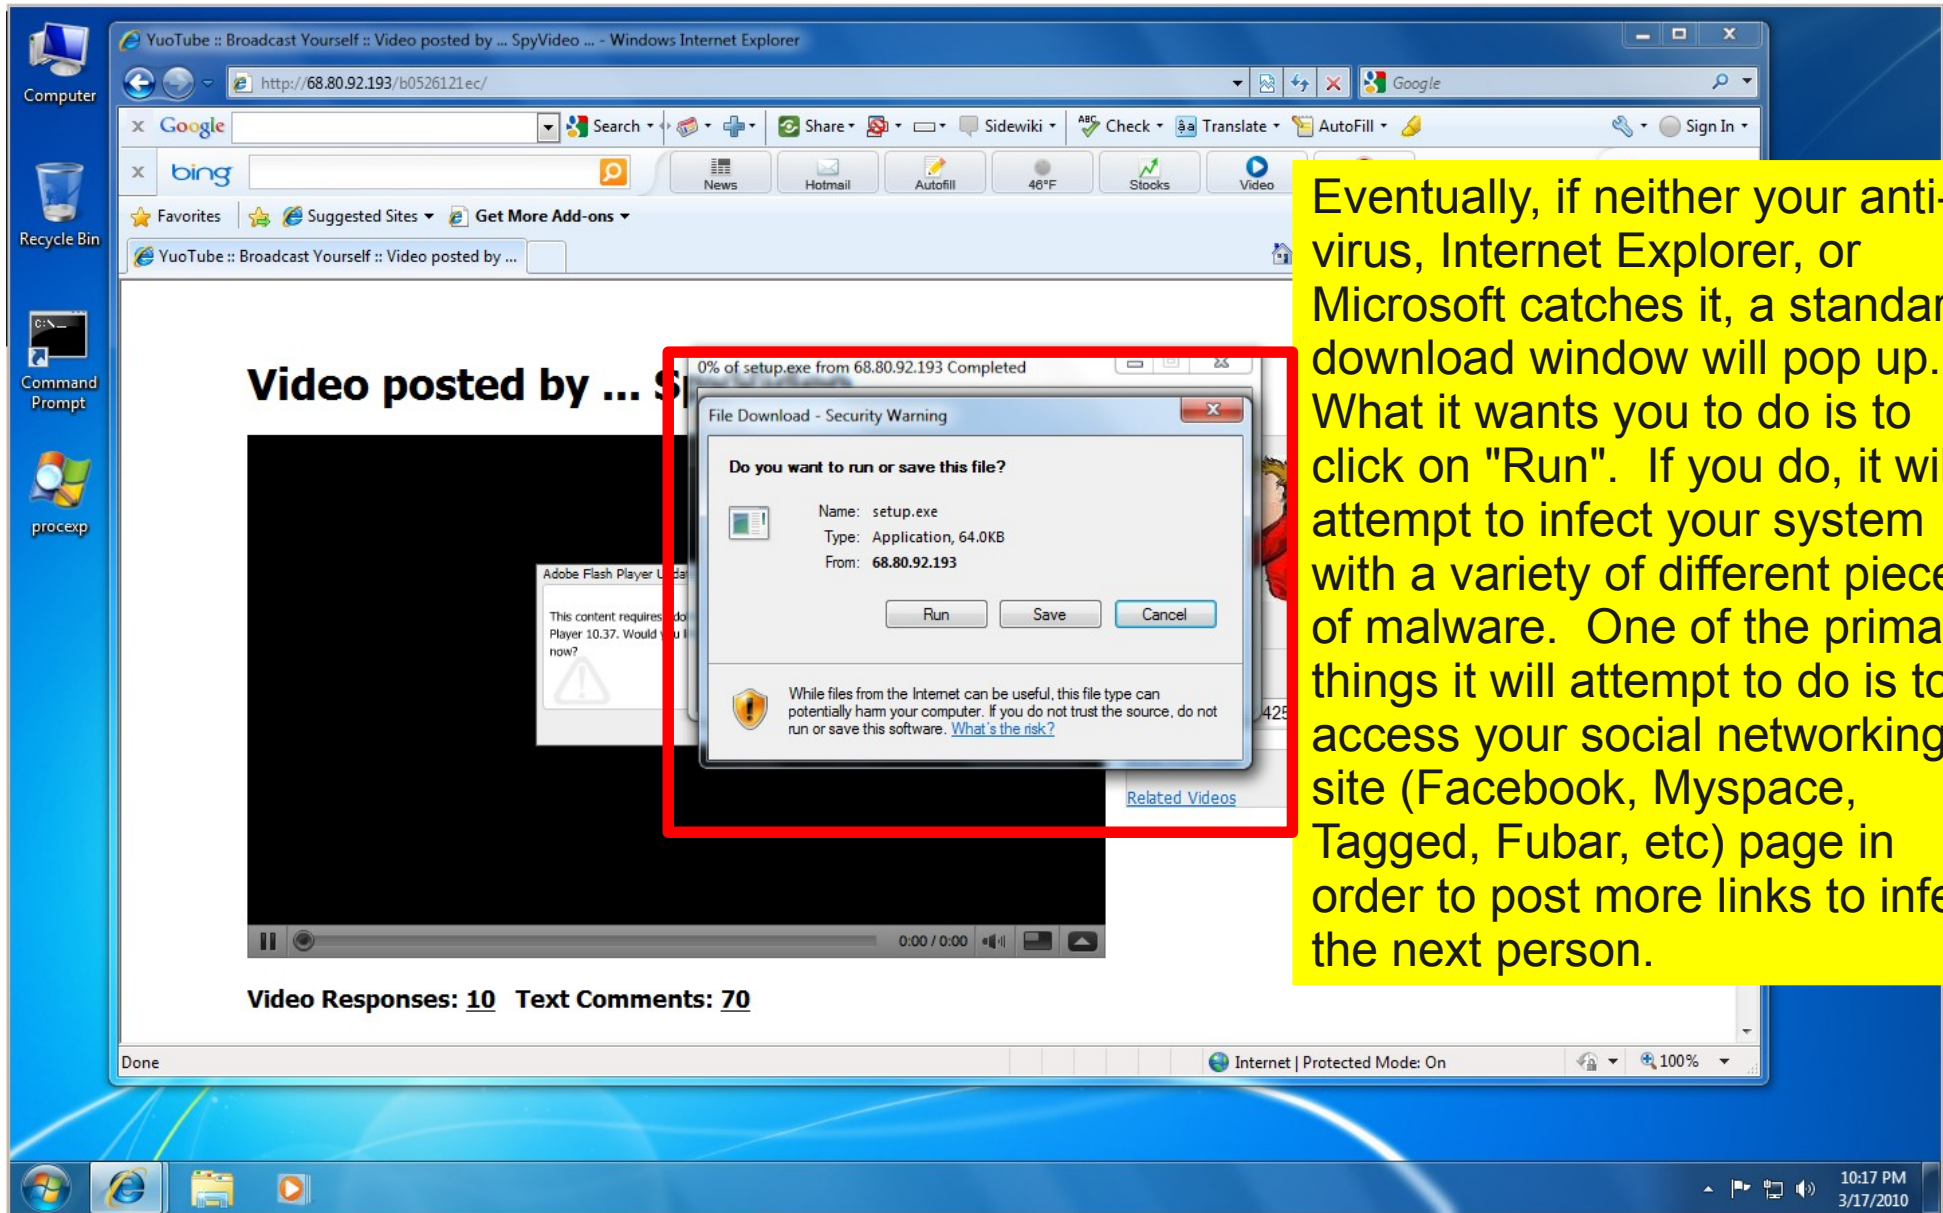 YuoTube :: Broadcast Yourself :: Video posted by ... SpyVideo ... - Windows Internet Explorer
http://68.80.92.193/b0526121ec/
Google
Google
Search
Share
Sidewiki
ABC
Check
Translate
AutoFill
Sign In
bing
News
Hotmail
Autofill
46°F
Stocks
Video
Favorites
Suggested Sites
Get More Add-ons
YuoTube :: Broadcast Yourself :: Video posted by ...
Computer
Recycle Bin
C:\_
Command
Prompt
procexp
Video posted by ... S
0% of setup.exe from 68.80.92.193 Completed
File Download - Security Warning
Do you want to run or save this file?
Name: setup.exe
Type: Application, 64.0KB
From: 68.80.92.193
Run
Save
Cancel
While files from the Internet can be useful, this file type can
potentially harm your computer. If you do not trust the source, do not
run or save this software. What's the risk?
Adobe Flash Player
This content requires
Player 10.37. Would
now?
425
Related Videos
0:00 / 0:00
Video Responses: 10 Text Comments: 70
Eventually, if neither your anti-
virus, Internet Explorer, or
Microsoft catches it, a standar
download window will pop up.
What it wants you to do is to
click on "Run". If you do, it wi
attempt to infect your system
with a variety of different piece
of malware. One of the prima
things it will attempt to do is to
access your social networking
site (Facebook, Myspace,
Tagged, Fubar, etc) page in
order to post more links to infe
the next person.
Done
Internet | Protected Mode: On
100%
10:17 PM
3/17/2010